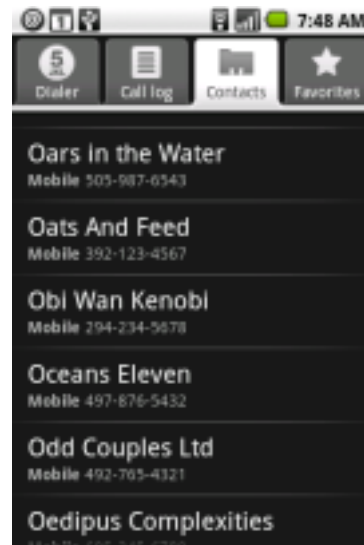 7:48 AM
Dialer Call log Contacts Favorites
Oars in the Water
Mobile 505-987-6543
Oats And Feed
Mobile 392-123-4567
Obi Wan Kenobi
Mobile 294-234-5678
Oceans Eleven
Mobile 497-876-5432
Odd Couples Ltd
Mobile 492-765-4321
Oedipus Complexities